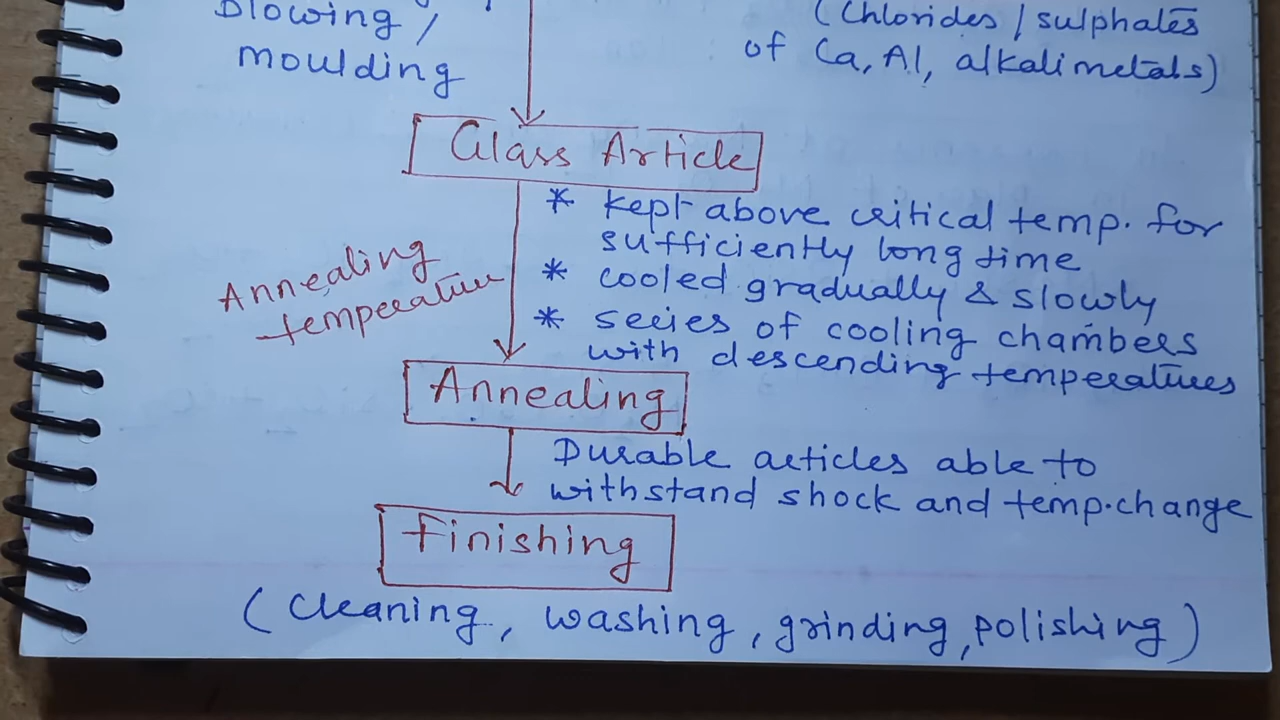 Blowing /
moulding
(Chlorides / sulphates
of Ca, Al, alkali metals)
Glass Article
Annealing
temperature
* kept above critical temp. for
sufficiently long time
* cooled gradually & slowly
* series of cooling chambers
with descending temperatures
Annealing
Durable articles able to
withstand shock and temp. change
Finishing
(Cleaning, washing, grinding, polishing)